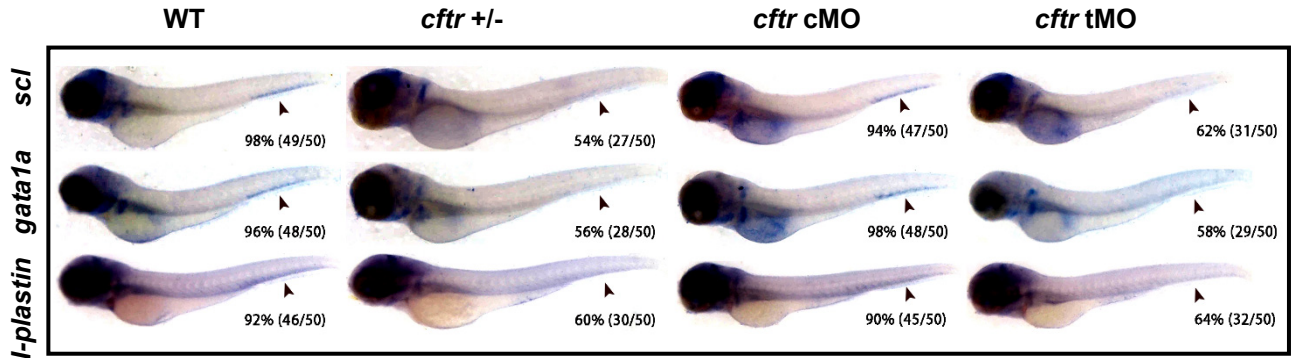 WT cftr +/- cftr cMO cftr tMO
scl
98% (49/50) 54% (27/50) 94% (47/50) 62% (31/50)
gata1a
96% (48/50) 56% (28/50) 98% (48/50) 58% (29/50)
l-plastin
92% (46/50) 60% (30/50) 90% (45/50) 64% (32/50)